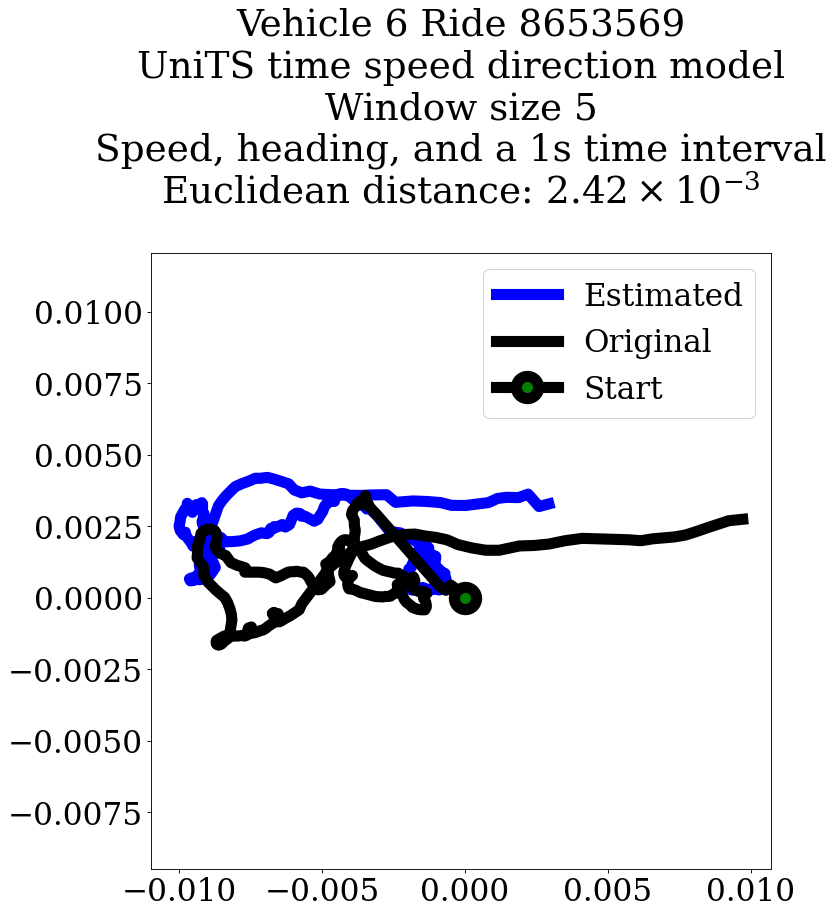 Vehicle 6 Ride 8653569
UniTS time speed direction model
Window size 5
Speed, heading, and a 1s time interval
Euclidean distance: 2.42 × 10⁻³
Estimated
Original
Start
0.0100
0.0075
0.0050
0.0025
0.0000
−0.0025
−0.0050
−0.0075
−0.010 −0.005 0.000 0.005 0.010